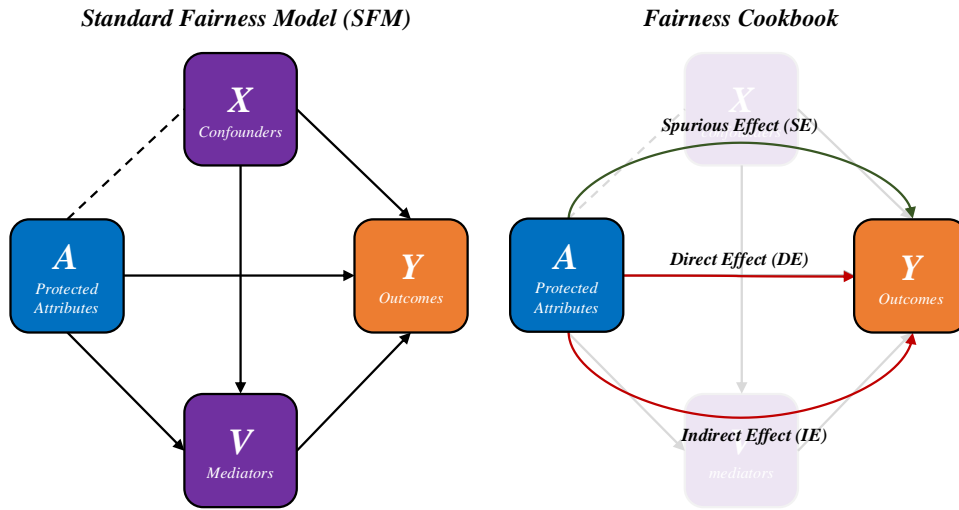 Standard Fairness Model (SFM)
X
Confounders
A
Protected
Attributes
Y
Outcomes
V
Mediators
Fairness Cookbook
X
Spurious Effect (SE)
A
Protected
Attributes
Direct Effect (DE)
Y
Outcomes
V
Indirect Effect (IE)
mediators